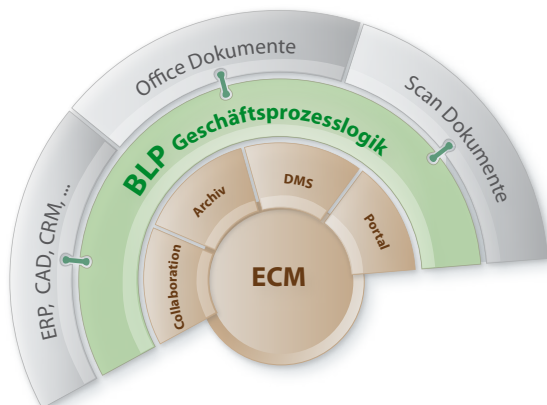 Office Dokumente
Scan Dokumente
ERP, CAD, CRM, ...
BLP Geschäftsprozesslogik
Collaboration
Archiv
DMS
Portal
ECM